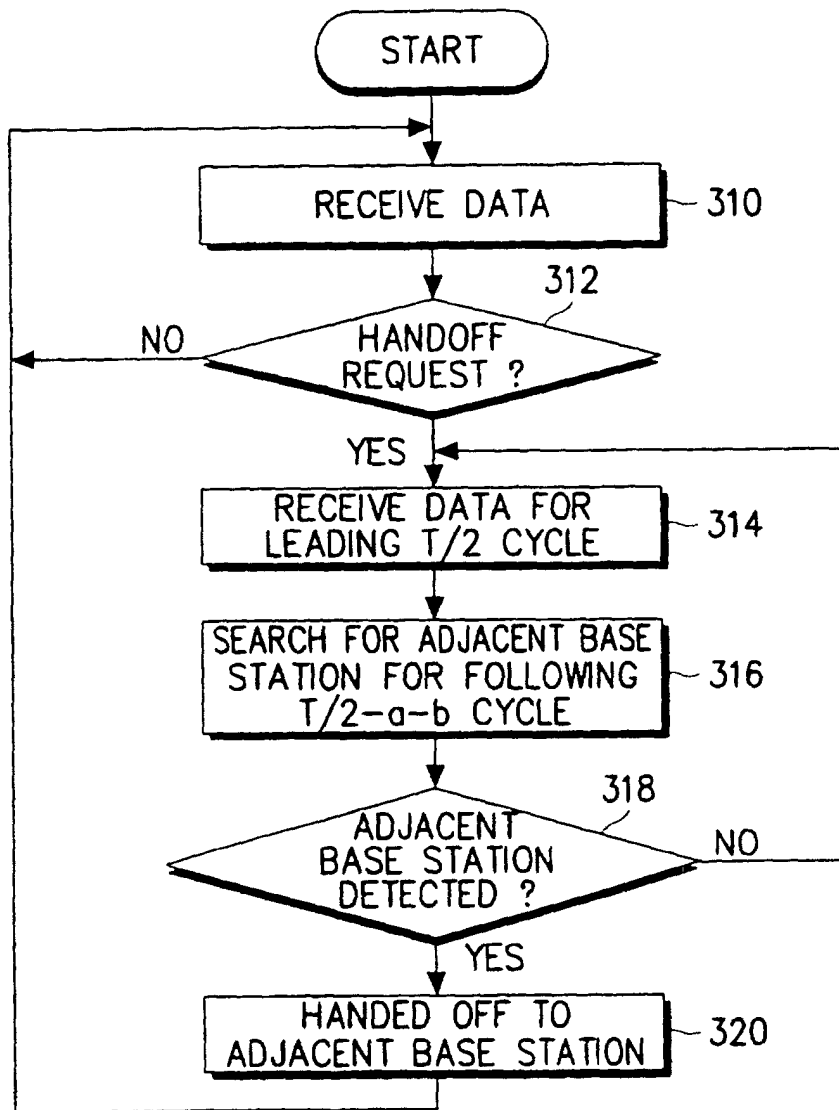 START
RECEIVE DATA
310
312
HANDOFF
REQUEST ?
NO
YES
RECEIVE DATA FOR
LEADING T/2 CYCLE
314
SEARCH FOR ADJACENT BASE
STATION FOR FOLLOWING
T/2-a-b CYCLE
316
318
ADJACENT
BASE STATION
DETECTED ?
NO
YES
HANDED OFF TO
ADJACENT BASE STATION
320